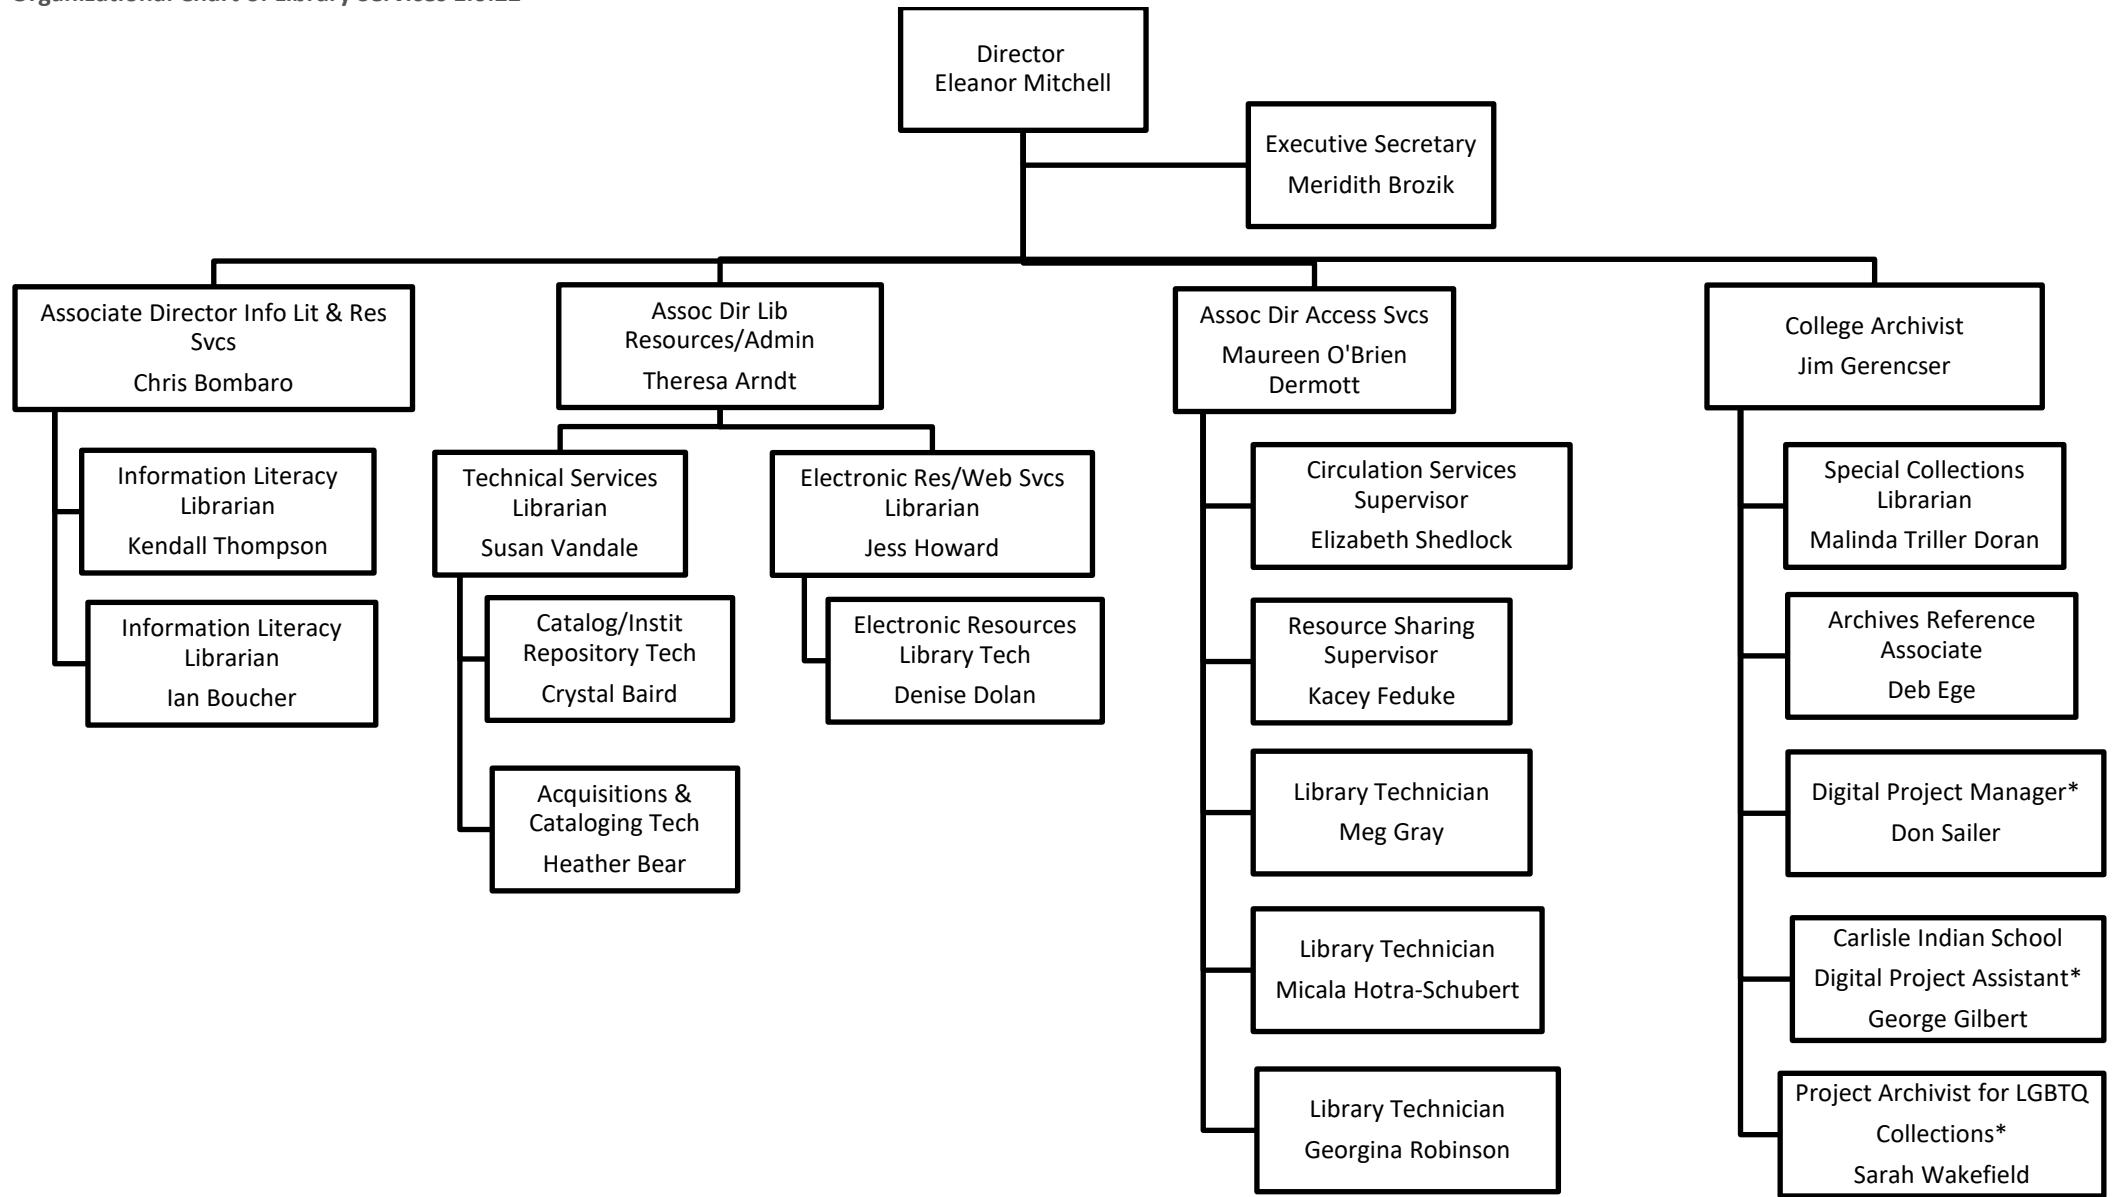 Organizational Chart of Library Services
Director
Eleanor Mitchell
Executive Secretary
Meridith Brozik
Associate Director Info Lit & Res
Svcs
Chris Bombaro
Assoc Dir Lib
Resources/Admin
Theresa Arndt
Assoc Dir Access Svcs
Maureen O'Brien
Dermott
College Archivist
Jim Gerencser
Information Literacy
Librarian
Kendall Thompson
Information Literacy
Librarian
Ian Boucher
Technical Services
Librarian
Susan Vandale
Catalog/Instit
Repository Tech
Crystal Baird
Acquisitions &
Cataloging Tech
Heather Bear
Electronic Res/Web Svcs
Librarian
Jess Howard
Electronic Resources
Library Tech
Denise Dolan
Circulation Services
Supervisor
Elizabeth Shedlock
Resource Sharing
Supervisor
Kacey Feduke
Library Technician
Meg Gray
Library Technician
Micala Hotra-Schubert
Library Technician
Georgina Robinson
Special Collections
Librarian
Malinda Triller Doran
Archives Reference
Associate
Deb Ege
Digital Project Manager*
Don Sailer
Carlisle Indian School
Digital Project Assistant*
George Gilbert
Project Archivist for LGBTQ
Collections*
Sarah Wakefield